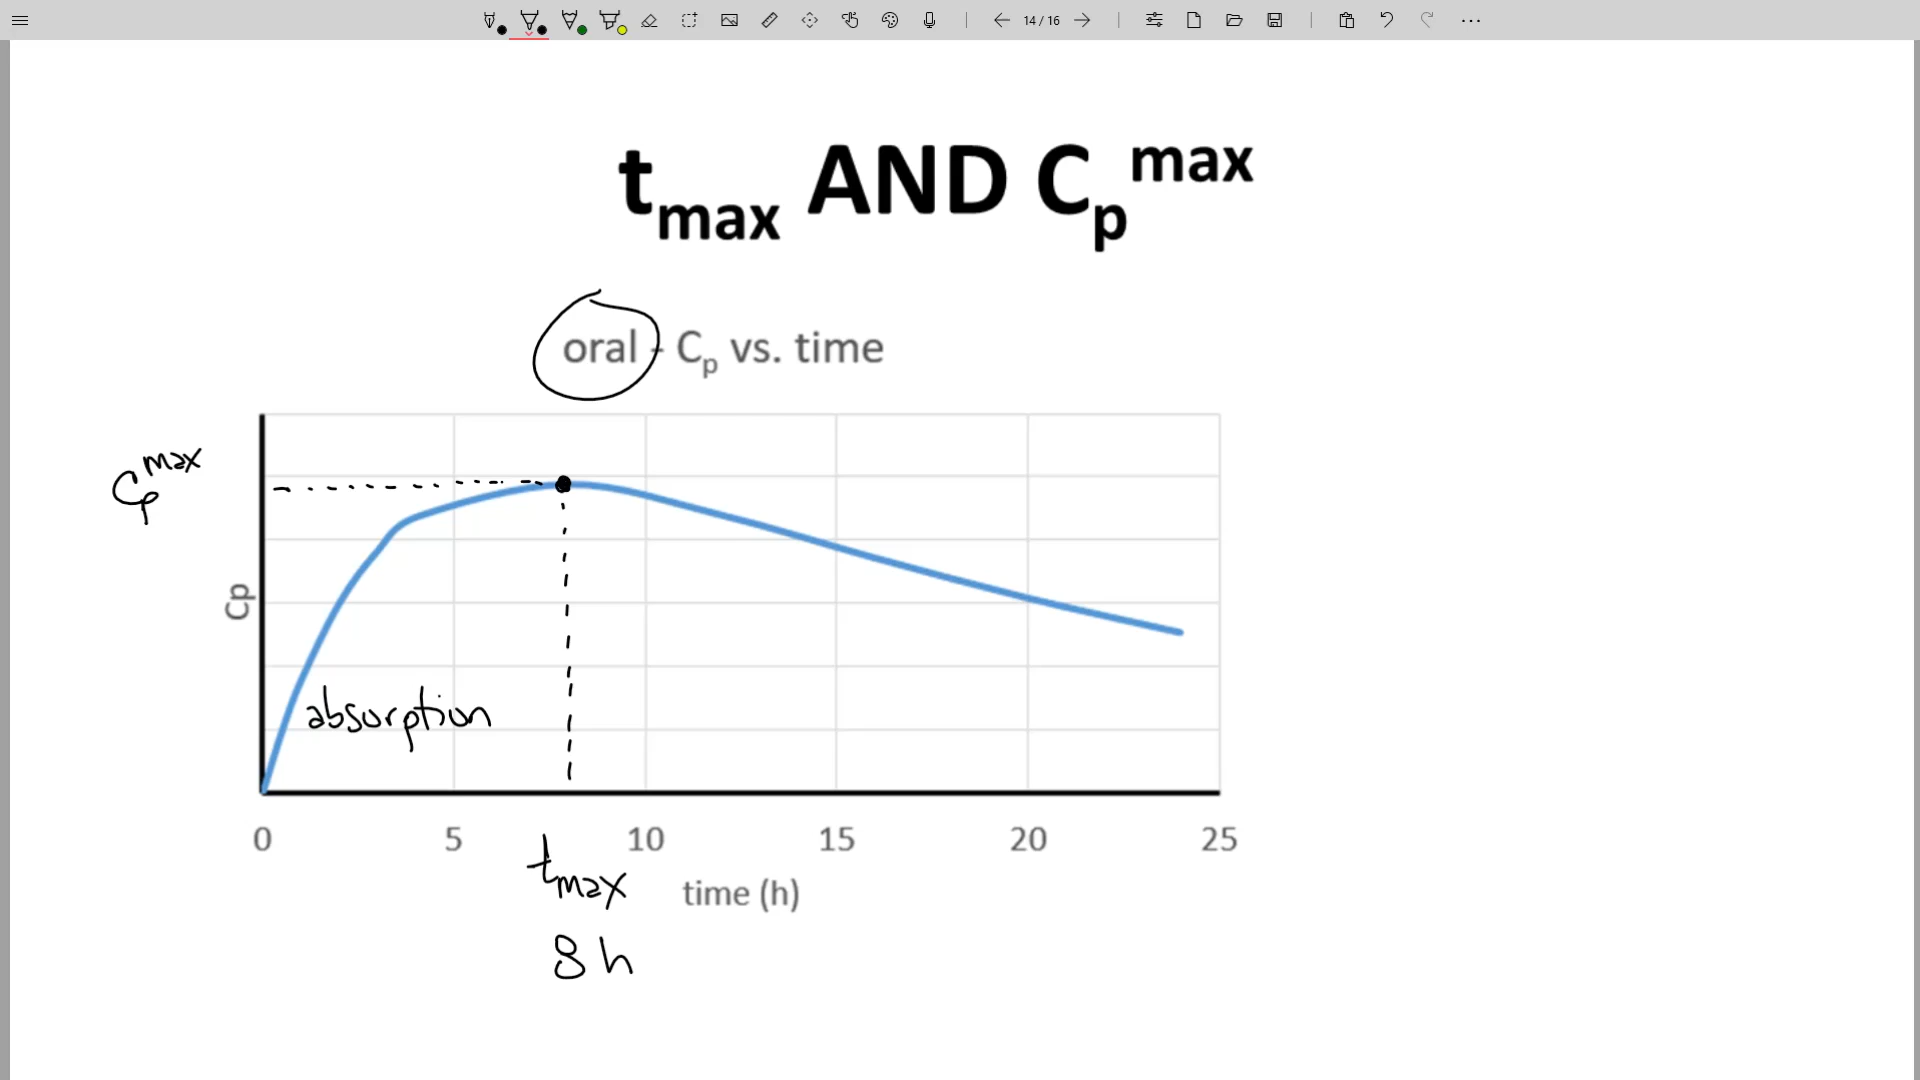 14 / 16
tmax AND Cpmax
oral - Cp vs. time
Cpmax
Cp
absorption
0 5 10 15 20 25
tmax
time (h)
8 h